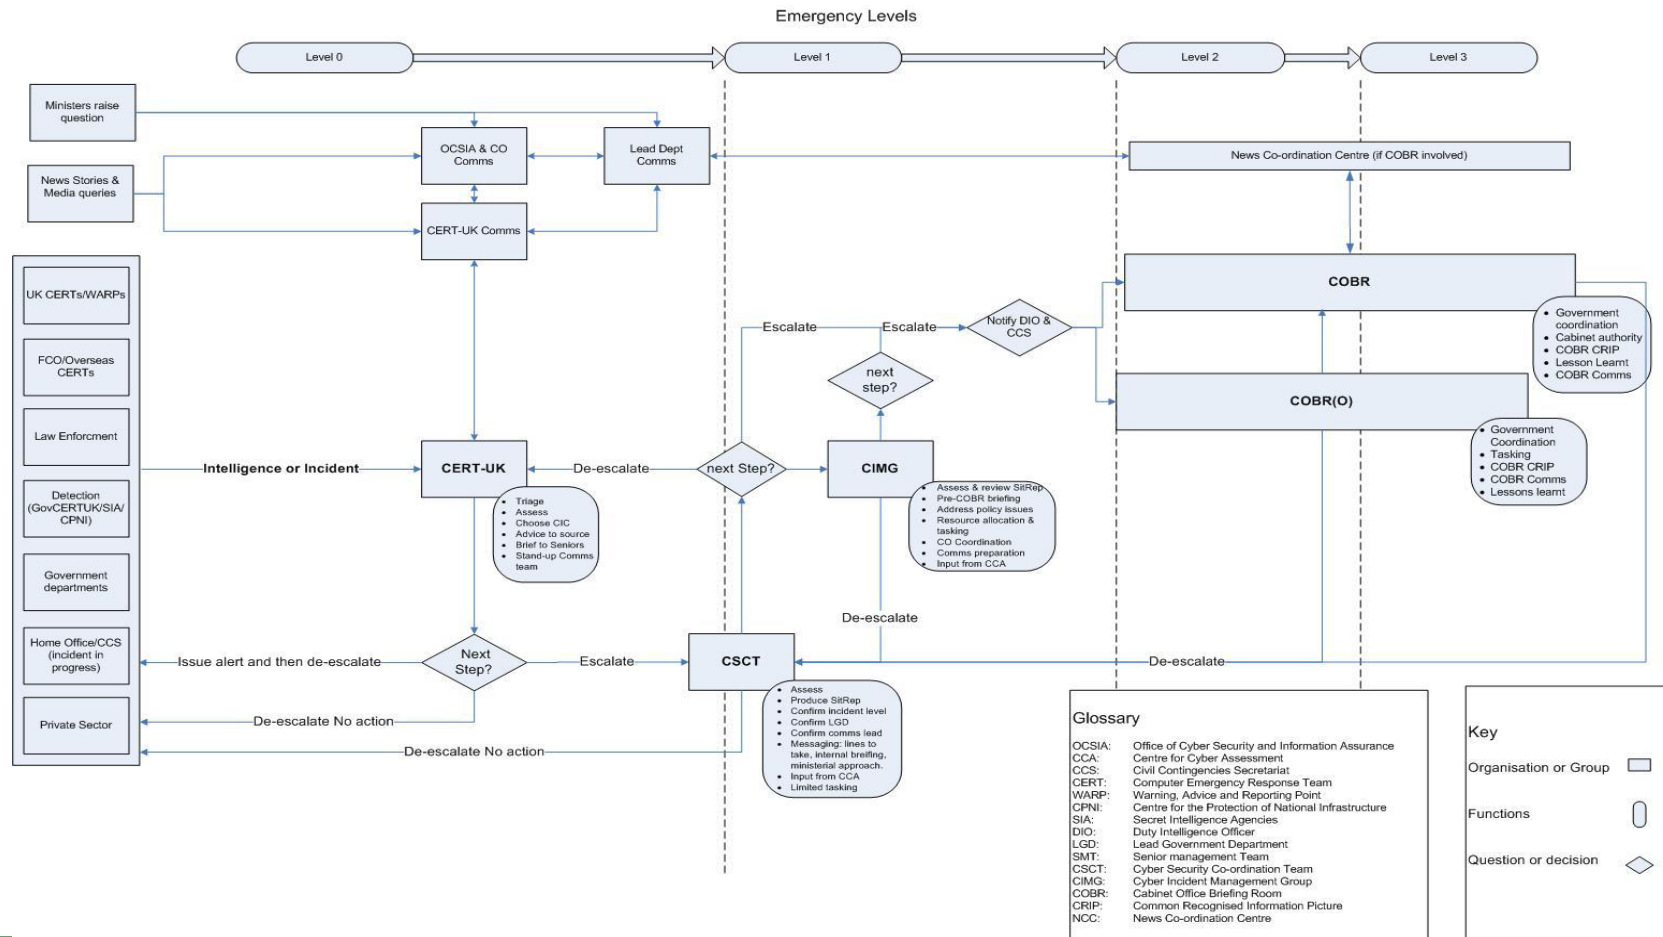 Emergency Levels
Level 0
Level 1
Level 2
Level 3
Ministers raise
question
News Stories &
Media queries
OCSIA & CO
Comms
Lead Dept
Comms
News Co-ordination Centre (if COBR involved)
CERT-UK Comms
UK CERTs/WARPs
FCO/Overseas
CERTs
Law Enforcment
Detection
(GovCERTUK/SIA/
CPNI)
Government
departments
Home Office/CCS
(incident in
progress)
Private Sector
Intelligence or Incident
CERT-UK
• Triage
• Assess
• Choose CIC
• Advice to source
• Brief to Seniors
• Stand-up Comms
team
De-escalate
next Step?
Escalate
Escalate
Notify DIO &
CCS
next
step?
CIMG
• Assess & review SitRep
• Pre-COBR briefing
• Address policy issues
• Resource allocation &
tasking
• CO Coordination
• Comms preparation
• Input from CCA
De-escalate
COBR
• Government
coordination
• Cabinet authority
• COBR CRIP
• Lesson Learnt
• COBR Comms
COBR(O)
• Government
Coordination
• Tasking
• COBR CRIP
• COBR Comms
• Lessons learnt
Issue alert and then de-escalate
Next
Step?
Escalate
CSCT
De-escalate
De-escalate No action
De-escalate No action
• Assess
• Produce SitRep
• Confirm incident level
• Confirm LGD
• Confirm comms lead
• Messaging: lines to
take, internal breifing,
ministerial approach.
• Input from CCA
• Limited tasking
Glossary
OCSIA: Office of Cyber Security and Information Assurance
CCA: Centre for Cyber Assessment
CCS: Civil Contingencies Secretariat
CERT: Computer Emergency Response Team
WARP: Warning, Advice and Reporting Point
CPNI: Centre for the Protection of National Infrastructure
SIA: Secret Intelligence Agencies
DIO: Duty Intelligence Officer
LGD: Lead Government Department
SMT: Senior management Team
CSCT: Cyber Security Co-ordination Team
CIMG: Cyber Incident Management Group
COBR: Cabinet Office Briefing Room
CRIP: Common Recognised Information Picture
NCC: News Co-ordination Centre
Key
Organisation or Group
Functions
Question or decision